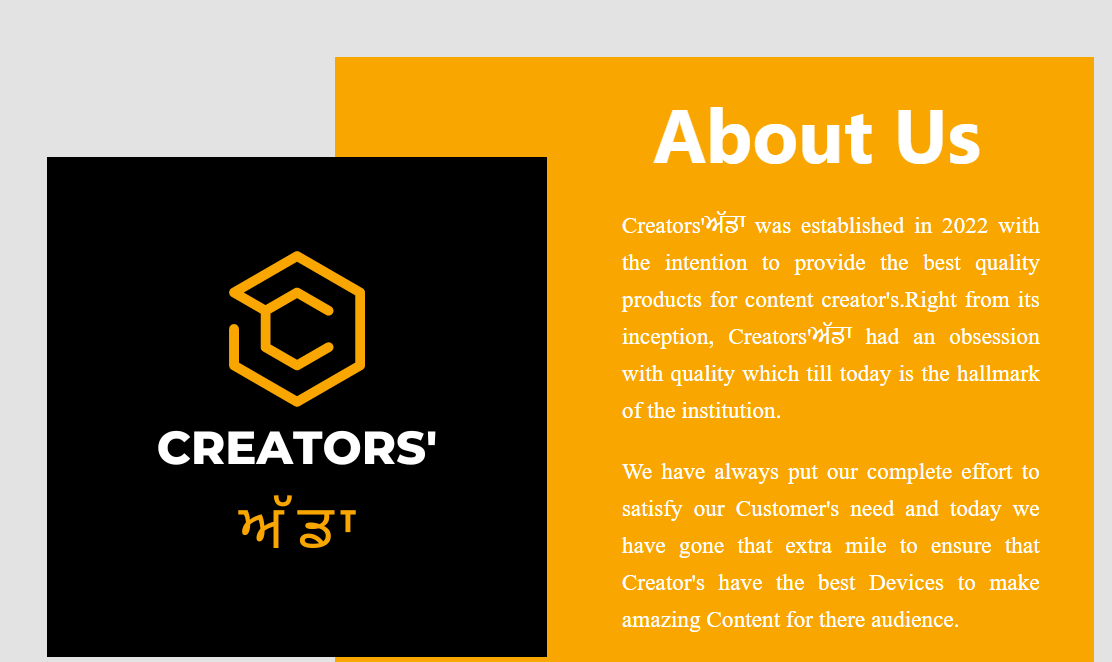 CREATORS'
ਅੱਡਾ
About Us
Creators'ਅੱਡਾ was established in 2022 with
the intention to provide the best quality
products for content creator's.Right from its
inception, Creators'ਅੱਡਾ had an obsession
with quality which till today is the hallmark
of the institution.
We have always put our complete effort to
satisfy our Customer's need and today we
have gone that extra mile to ensure that
Creator's have the best Devices to make
amazing Content for there audience.